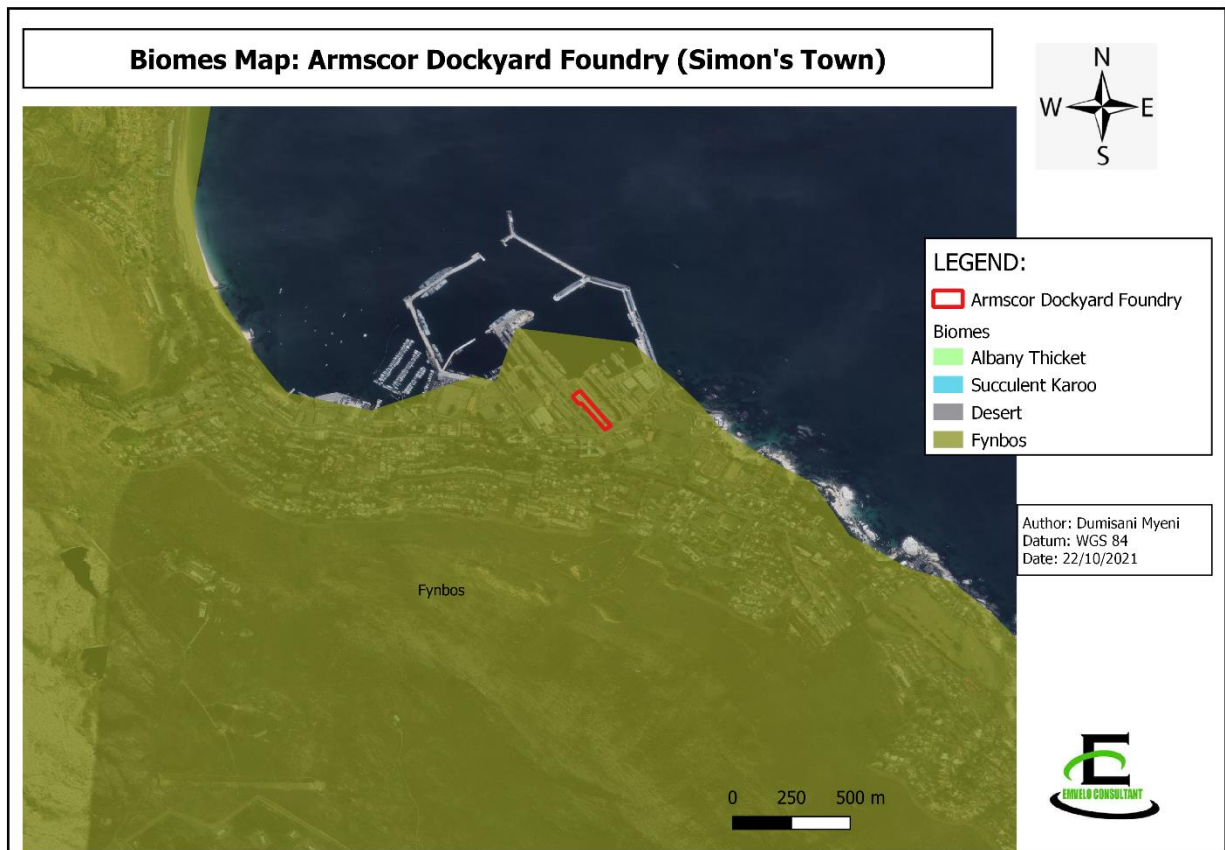 Biomes Map: Armscor Dockyard Foundry (Simon's Town)
N
W E
S
LEGEND:
Armscor Dockyard Foundry
Biomes
Albany Thicket
Succulent Karoo
Desert
Fynbos
Author: Dumisani Myeni
Datum: WGS 84
Date: 22/10/2021
Fynbos
0 250 500 m
E
EMVELO CONSULTANT